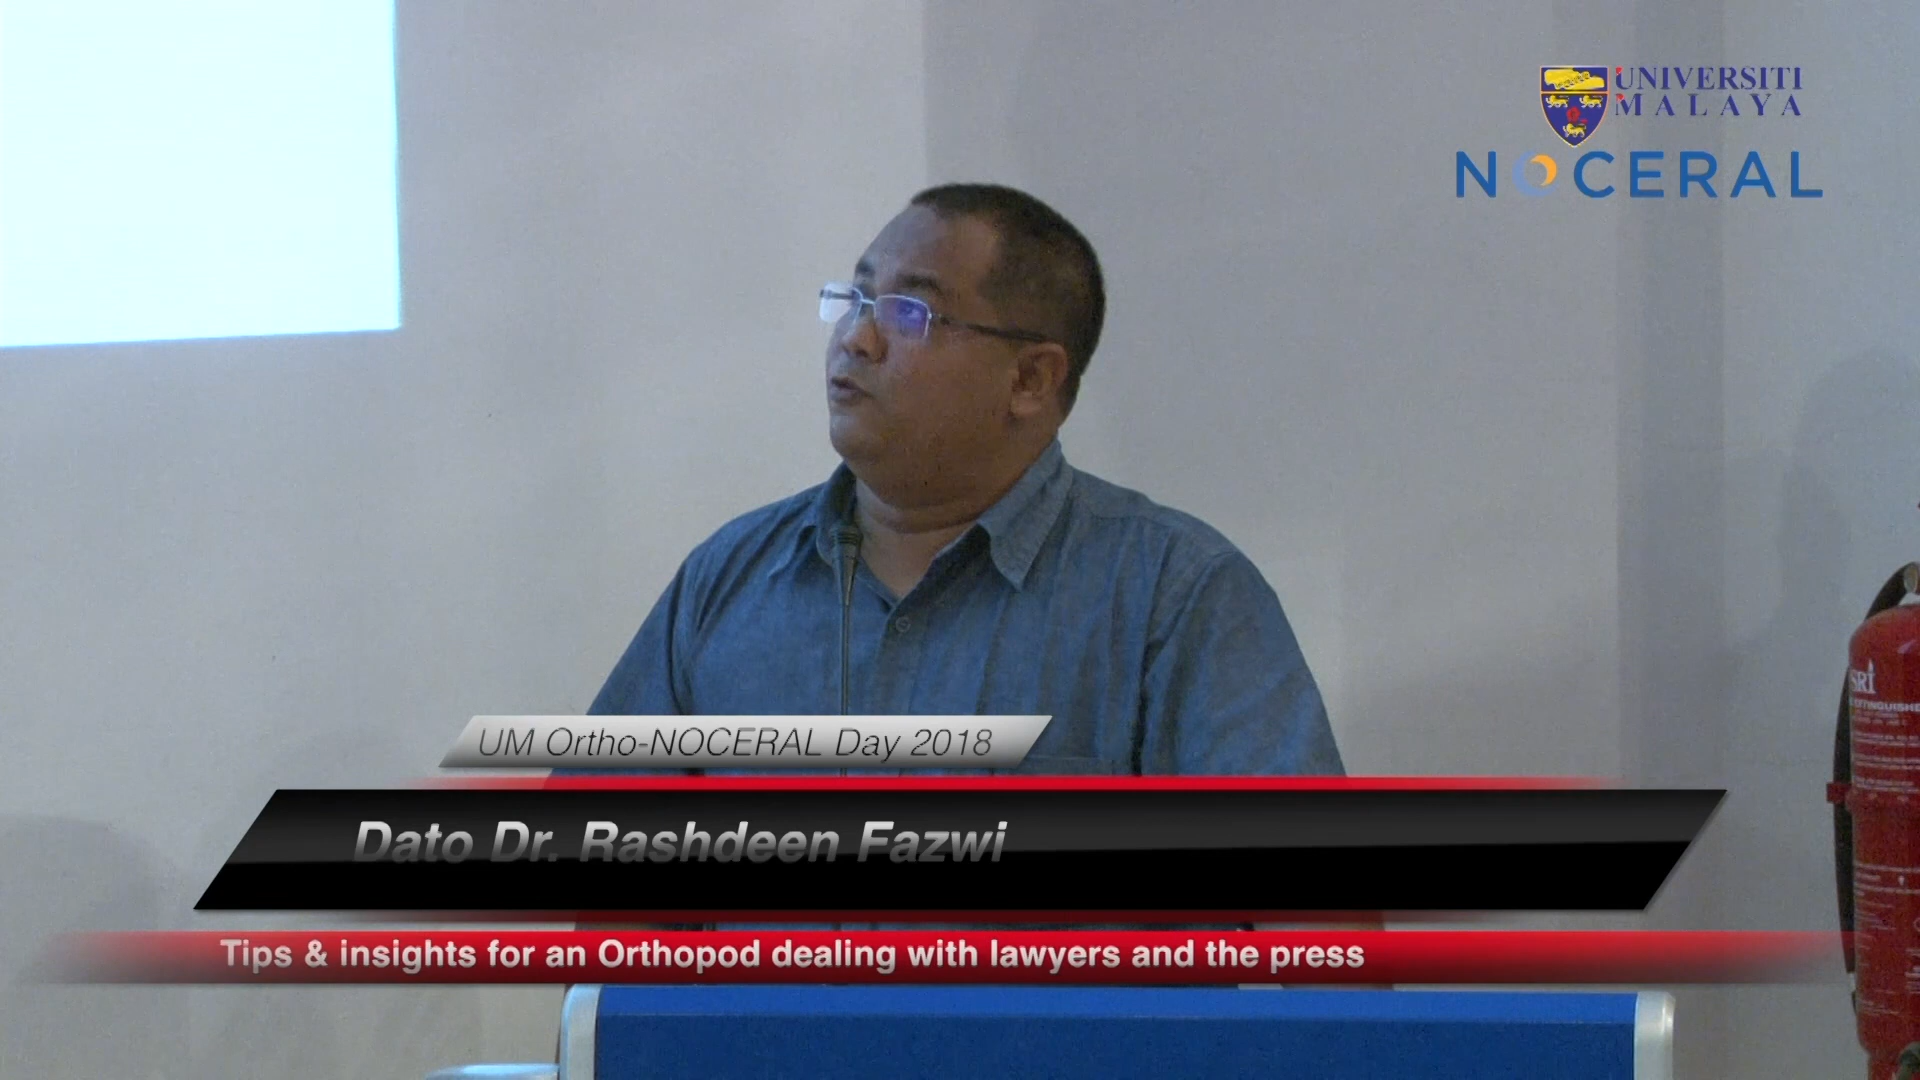 UNIVERSITI
MALAYA
NOCERAL
SRI
UM Ortho-NOCERAL Day 2018
Dato Dr. Rashdeen Fazwi
Tips & insights for an Orthopod dealing with lawyers and the press